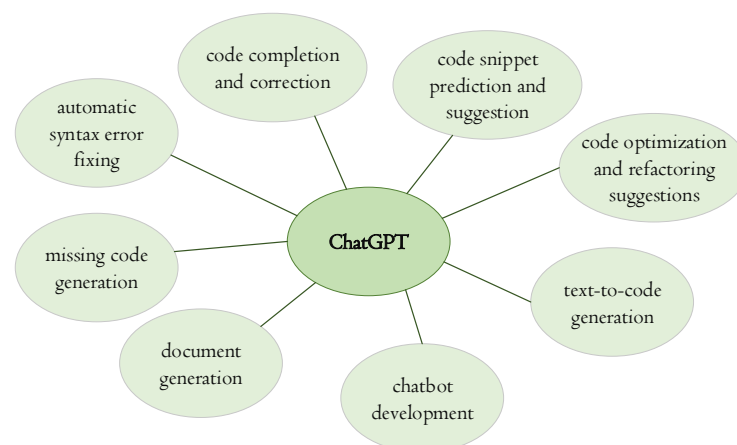 code completion
and correction
code snippet
prediction and
suggestion
automatic
syntax error
fixing
code optimization
and refactoring
suggestions
ChatGPT
missing code
generation
text-to-code
generation
document
generation
chatbot
development